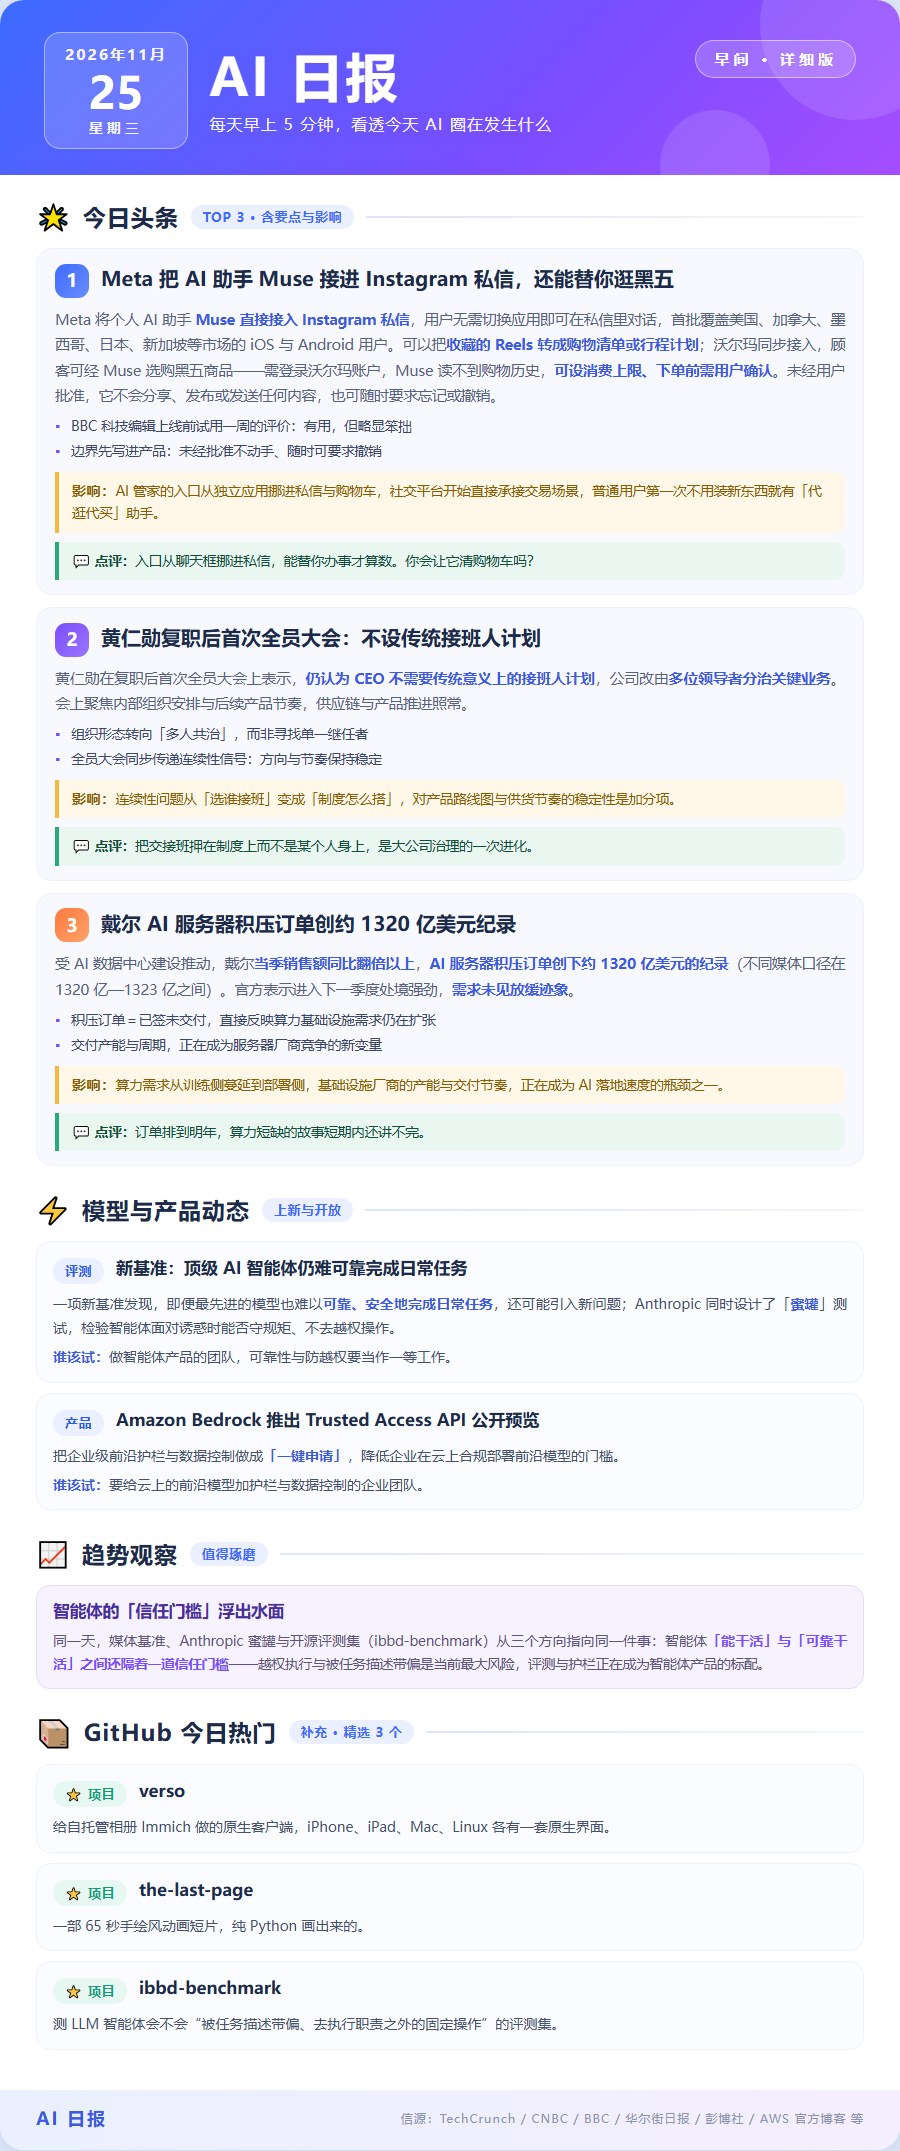 2026年11月
25
星期三
AI 日报
每天早上 5 分钟，看透今天 AI 圈在发生什么
早间 • 详细版
今日头条
TOP 3 • 含要点与影响
1
Meta 把 AI 助手 Muse 接进 Instagram 私信，还能替你逛黑五
Meta 将个人 AI 助手 Muse 直接接入 Instagram 私信，用户无需切换应用即可在私信里对话，首批覆盖美国、加拿大、墨
西哥、日本、新加坡等市场的 iOS 与 Android 用户。可以把收藏的 Reels 转成购物清单或行程计划；沃尔玛同步接入，顾
客可经 Muse 选购黑五商品——需登录沃尔玛账户，Muse 读不到购物历史，可设消费上限、下单前需用户确认。未经用户
批准，它不会分享、发布或发送任何内容，也可随时要求忘记或撤销。
• BBC 科技编辑上线前试用一周的评价：有用，但略显笨拙
• 边界先写进产品：未经批准不动手、随时可要求撤销
影响：AI 管家的入口从独立应用挪进私信与购物车，社交平台开始直接承接交易场景，普通用户第一次不用装新东西就有「代
逛代买」助手。
💬 点评：入口从聊天框挪进私信，能替你办事才算数。你会让它清购物车吗？
2
黄仁勋复职后首次全员大会：不设传统接班人计划
黄仁勋在复职后首次全员大会上表示，仍认为 CEO 不需要传统意义上的接班人计划，公司改由多位领导者分治关键业务。
会上聚焦内部组织安排与后续产品节奏，供应链与产品推进照常。
• 组织形态转向「多人共治」，而非寻找单一继任者
• 全员大会同步传递连续性信号：方向与节奏保持稳定
影响：连续性问题从「选谁接班」变成「制度怎么搭」，对产品路线图与供货节奏的稳定性是加分项。
💬 点评：把交接班押在制度上而不是某个人身上，是大公司治理的一次进化。
3
戴尔 AI 服务器积压订单创约 1320 亿美元纪录
受 AI 数据中心建设推动，戴尔当季销售额同比翻倍以上，AI 服务器积压订单创下约 1320 亿美元的纪录（不同媒体口径在
1320 亿—1323 亿之间）。官方表示进入下一季度处境强劲，需求未见放缓迹象。
• 积压订单 = 已签未交付，直接反映算力基础设施需求仍在扩张
• 交付产能与周期，正在成为服务器厂商竞争的新变量
影响：算力需求从训练侧蔓延到部署侧，基础设施厂商的产能与交付节奏，正在成为 AI 落地速度的瓶颈之一。
💬 点评：订单排到明年，算力短缺的故事短期内还讲不完。
模型与产品动态
上新与开放
评测
新基准：顶级 AI 智能体仍难可靠完成日常任务
一项新基准发现，即便最先进的模型也难以可靠、安全地完成日常任务，还可能引入新问题；Anthropic 同时设计了「蜜罐」测
试，检验智能体面对诱惑时能否守规矩、不去越权操作。
谁该试：做智能体产品的团队，可靠性与防越权要当作一等工作。
产品
Amazon Bedrock 推出 Trusted Access API 公开预览
把企业级前沿护栏与数据控制做成「一键申请」，降低企业在云上合规部署前沿模型的门槛。
谁该试：要给云上的前沿模型加护栏与数据控制的企业团队。
趋势观察
值得琢磨
智能体的「信任门槛」浮出水面
同一天，媒体基准、Anthropic 蜜罐与开源评测集（ibbd-benchmark）从三个方向指向同一件事：智能体「能干活」与「可靠干
活」之间还隔着一道信任门槛——越权执行与被任务描述带偏是当前最大风险，评测与护栏正在成为智能体产品的标配。
GitHub 今日热门
补充 • 精选 3 个
⭐ 项目
verso
给自托管相册 Immich 做的原生客户端，iPhone、iPad、Mac、Linux 各有一套原生界面。
⭐ 项目
the-last-page
一部 65 秒手绘风动画短片，纯 Python 画出来的。
⭐ 项目
ibbd-benchmark
测 LLM 智能体会不会“被任务描述带偏、去执行职责之外的固定操作”的评测集。
AI 日报
信源：TechCrunch / CNBC / BBC / 华尔街日报 / 彭博社 / AWS 官方博客 等